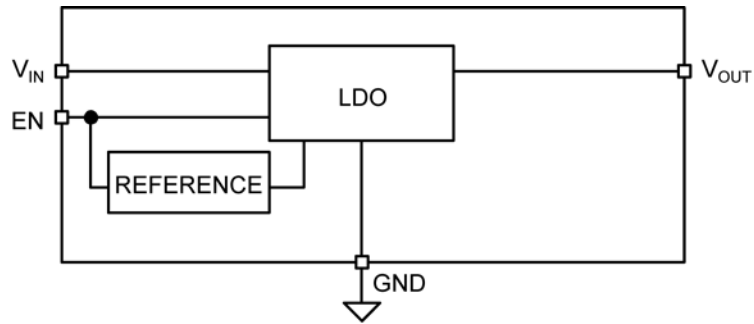 V_IN
LDO
V_OUT
EN
REFERENCE
GND